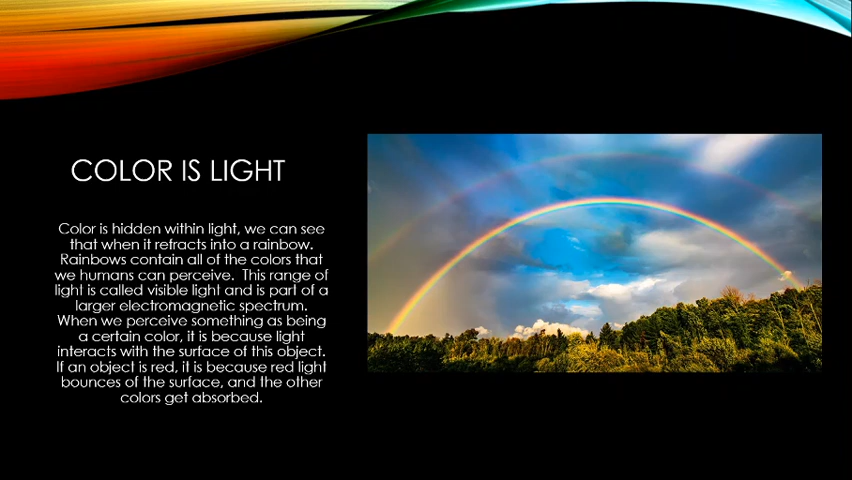 COLOR IS LIGHT
Color is hidden within light, we can see
that when it refracts into a rainbow.
Rainbows contain all of the colors that
we humans can perceive.  This range of
light is called visible light and is part of a
larger electromagnetic spectrum.
When we perceive something as being
a certain color, it is because light
interacts with the surface of this object.
If an object is red, it is because red light
bounces of the surface, and the other
colors get absorbed.